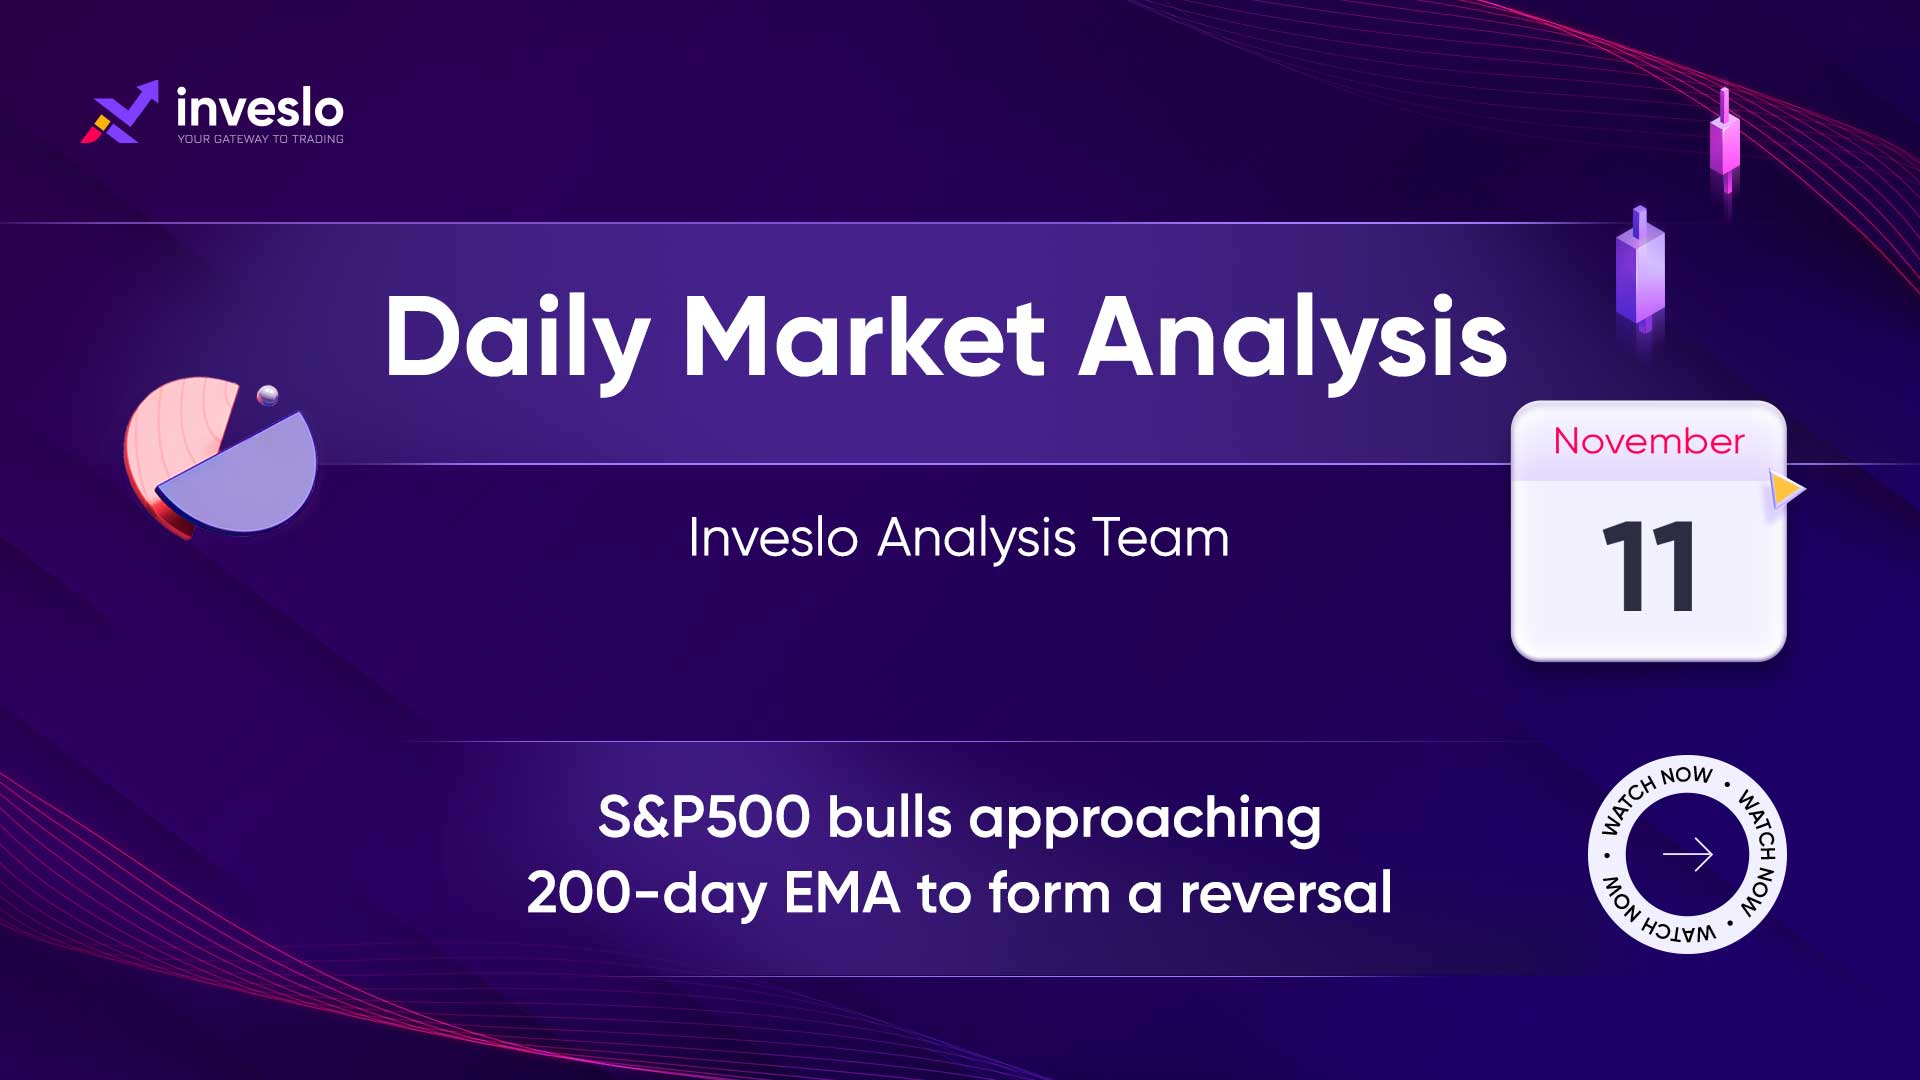 inveslo
YOUR GATEWAY TO TRADING
Daily Market Analysis
November
11
Inveslo Analysis Team
S&P500 bulls approaching
200-day EMA to form a reversal
WATCH NOW • WATCH NOW • WATCH NOW •